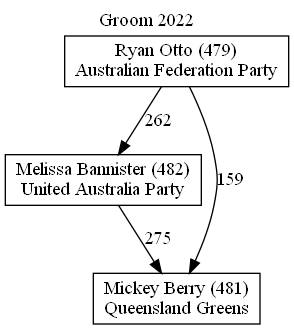 Groom 2022
Ryan Otto (479)
Australian Federation Party
262
Melissa Bannister (482)
United Australia Party
159
275
Mickey Berry (481)
Queensland Greens